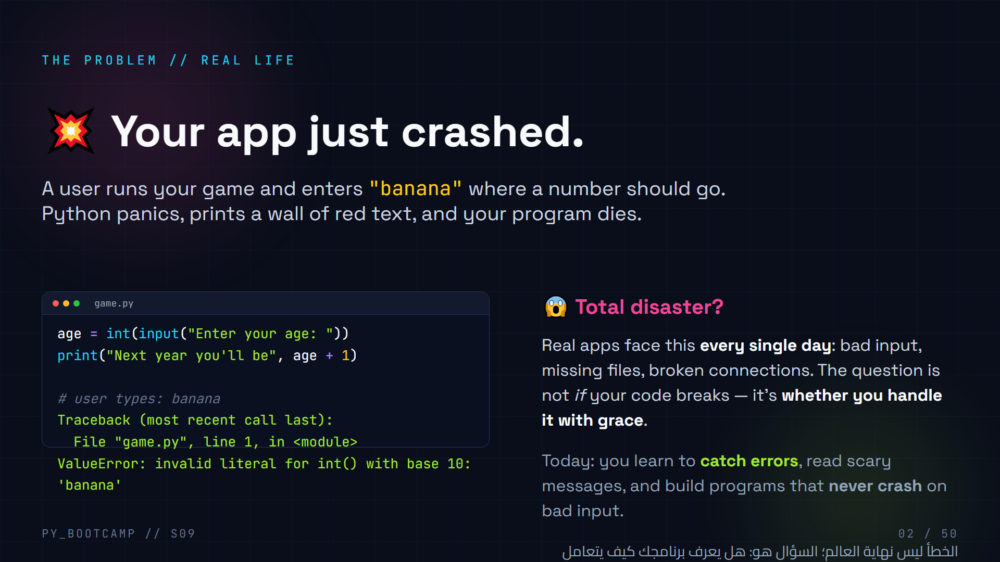 THE PROBLEM // REAL LIFE
💥 Your app just crashed.
A user runs your game and enters "banana" where a number should go.
Python panics, prints a wall of red text, and your program dies.
game.py
age = int(input("Enter your age: "))
print("Next year you'll be", age + 1)
# user types: banana
Traceback (most recent call last):
  File "game.py", line 1, in <module>
ValueError: invalid literal for int() with base 10:
'banana'
😱 Total disaster?
Real apps face this every single day: bad input,
missing files, broken connections. The question is
not if your code breaks — it's whether you handle
it with grace.
Today: you learn to catch errors, read scary
messages, and build programs that never crash on
bad input.
الخطأ ليس نهاية العالم؛ السؤال هو: هل يعرف برنامجك كيف يتعامل
PY_BOOTCAMP // S09
02 / 50